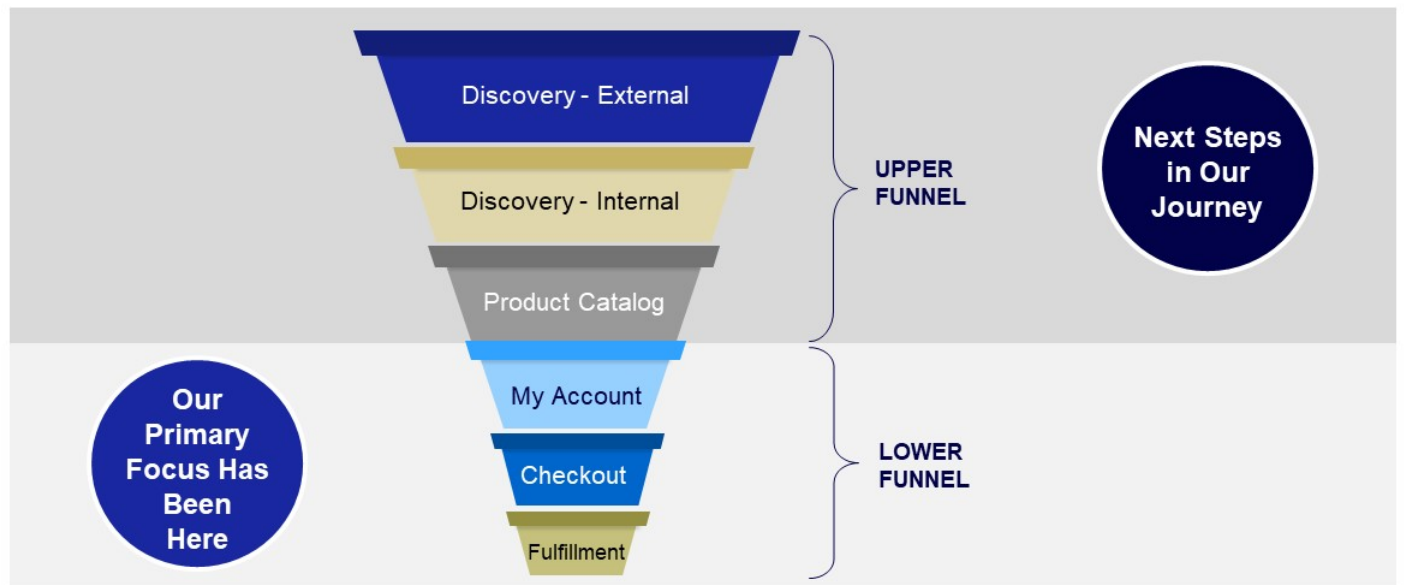 Discovery - External
Discovery - Internal
Product Catalog
UPPER
FUNNEL
Next Steps
in Our
Journey
Our
Primary
Focus Has
Been
Here
My Account
Checkout
Fulfillment
LOWER
FUNNEL